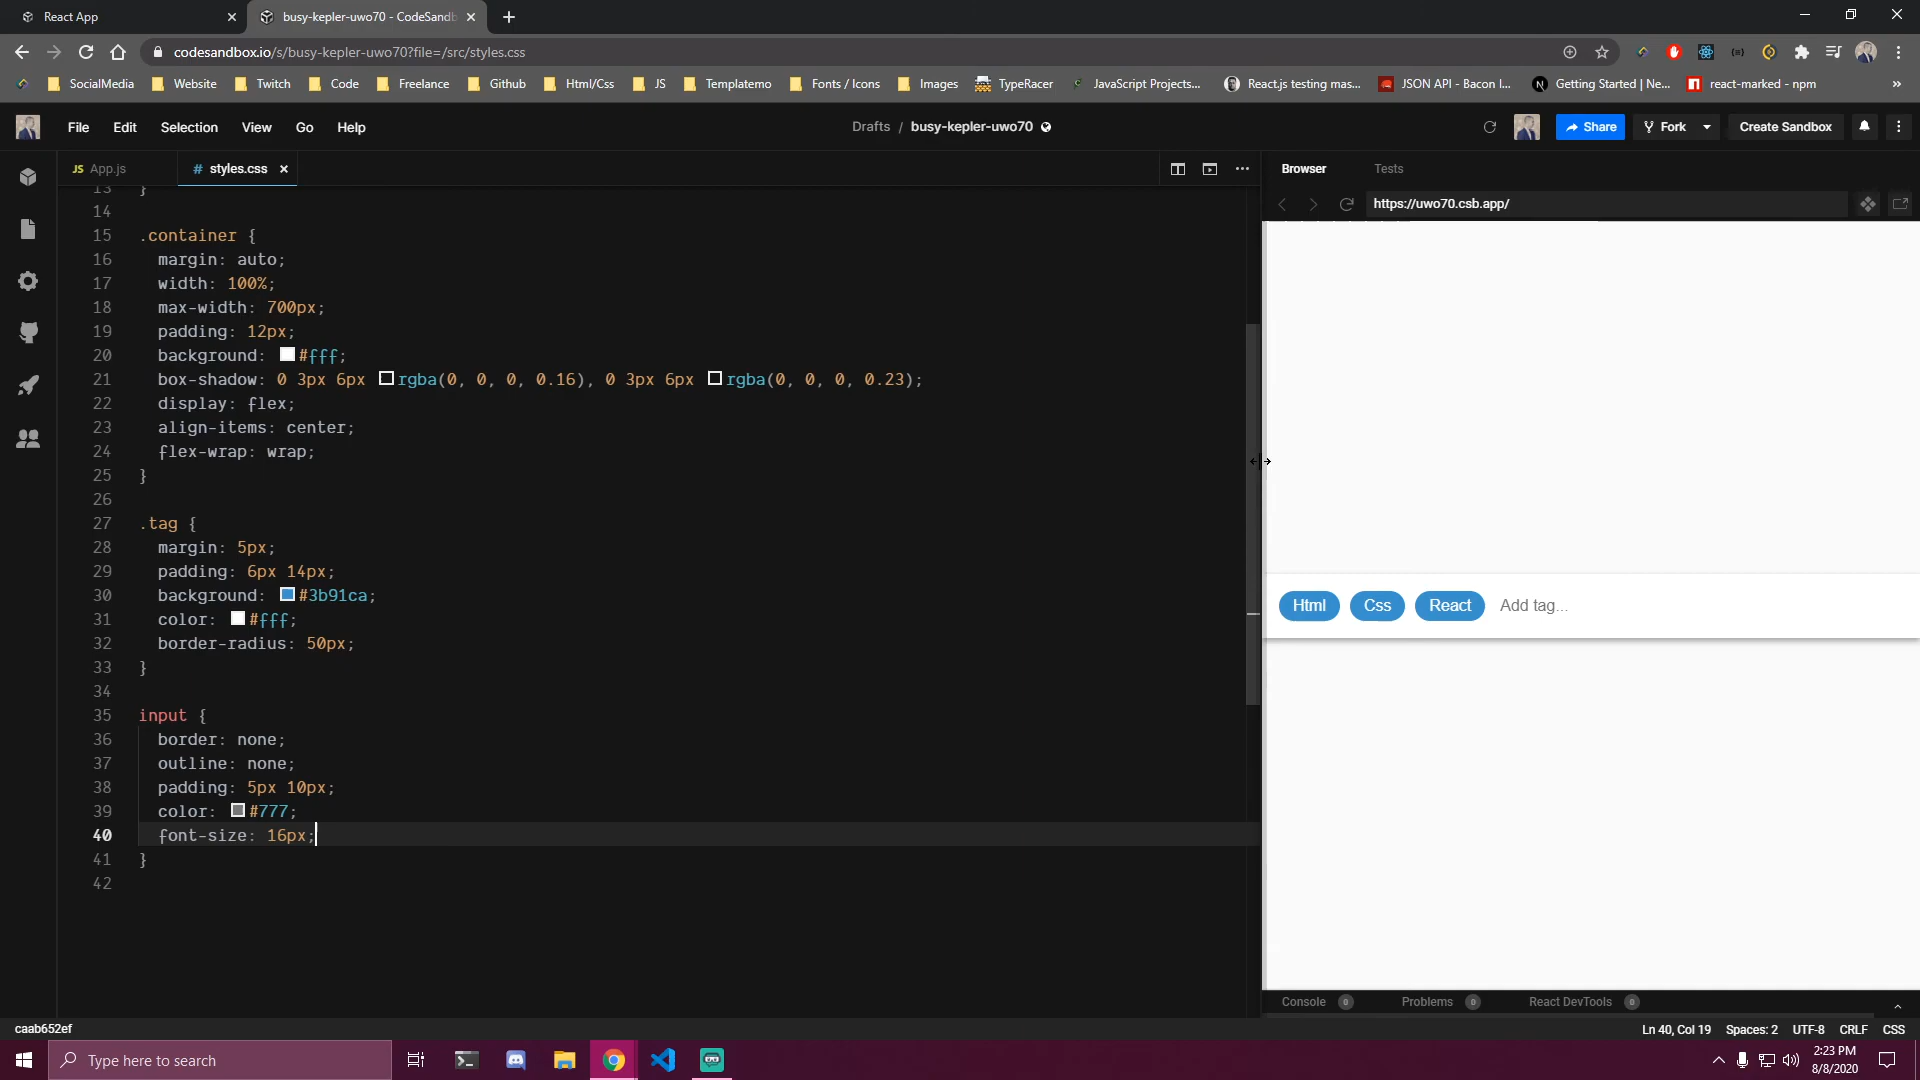 React App
busy-kepler-uwo70 - CodeSandb
codesandbox.io/s/busy-kepler-uwo70?file=/src/styles.css
SocialMedia Website Twitch Code Freelance Github Html/Css JS Templatemo Fonts / Icons Images TypeRacer JavaScript Projects... React.js testing mas... JSON API - Bacon I... Getting Started | Ne... react-marked - npm »
File Edit Selection View Go Help
Drafts / busy-kepler-uwo70
Share Fork Create Sandbox
JS App.js # styles.css
Browser Tests
https://uwo70.csb.app/
13 }
14
15 .container {
16 margin: auto;
17 width: 100%;
18 max-width: 700px;
19 padding: 12px;
20 background: #fff;
21 box-shadow: 0 3px 6px rgba(0, 0, 0, 0.16), 0 3px 6px rgba(0, 0, 0, 0.23);
22 display: flex;
23 align-items: center;
24 flex-wrap: wrap;
25 }
26
27 .tag {
28 margin: 5px;
29 padding: 6px 14px;
30 background: #3b91ca;
31 color: #fff;
32 border-radius: 50px;
33 }
34
35 input {
36 border: none;
37 outline: none;
38 padding: 5px 10px;
39 color: #777;
40 font-size: 16px;
41 }
42
Html Css React Add tag...
Console 0 Problems 0 React DevTools 0
caab652ef
Ln 40, Col 19 Spaces: 2 UTF-8 CRLF CSS
Type here to search
2:23 PM
8/8/2020